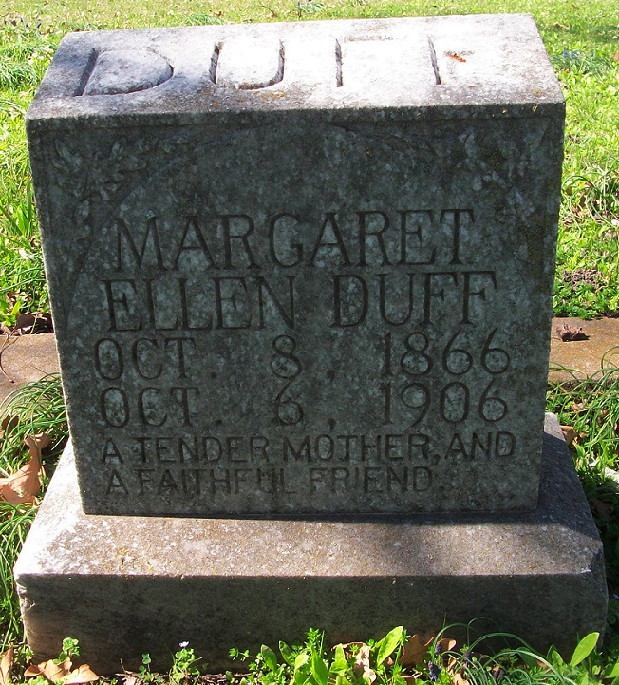 DUFF
MARGARET
ELLEN DUFF
OCT. 8, 1866
OCT. 6, 1906
A TENDER MOTHER, AND
A FAITHFUL FRIEND.